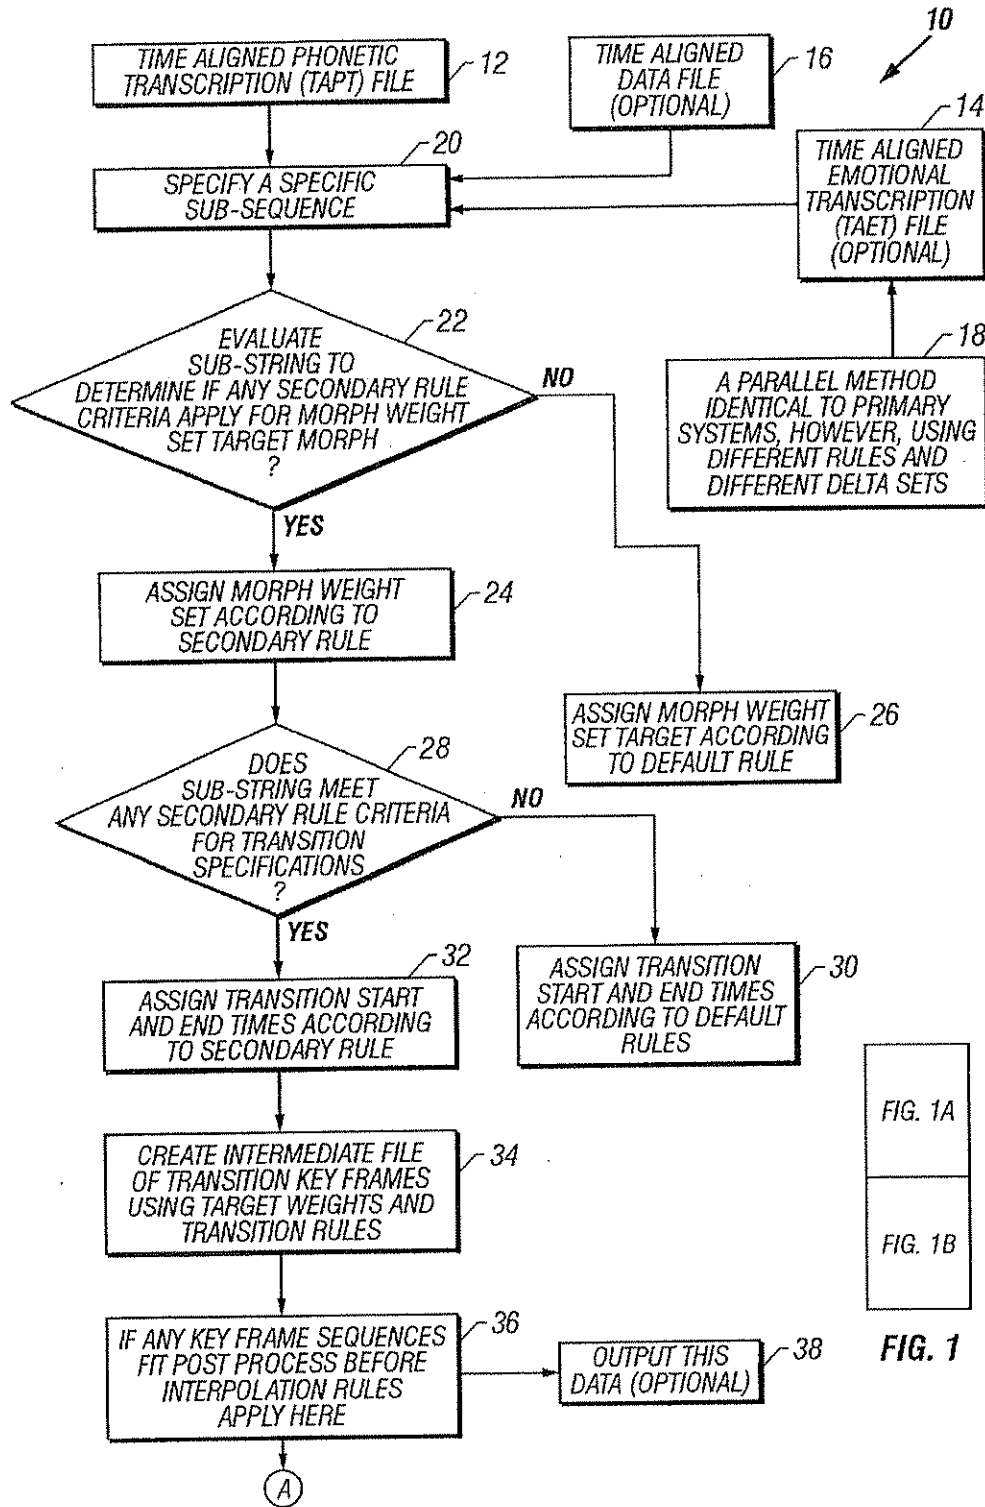 10
TIME ALIGNED PHONETIC
TRANSCRIPTION (TAPT) FILE
12
TIME ALIGNED
DATA FILE
(OPTIONAL)
16
14
TIME ALIGNED
EMOTIONAL
TRANSCRIPTION
(TAET) FILE
(OPTIONAL)
20
SPECIFY A SPECIFIC
SUB-SEQUENCE
18
A PARALLEL METHOD
IDENTICAL TO PRIMARY
SYSTEMS, HOWEVER, USING
DIFFERENT RULES AND
DIFFERENT DELTA SETS
22
EVALUATE
SUB-STRING TO
DETERMINE IF ANY SECONDARY RULE
CRITERIA APPLY FOR MORPH WEIGHT
SET TARGET MORPH
?
NO
YES
ASSIGN MORPH WEIGHT
SET ACCORDING TO
SECONDARY RULE
24
ASSIGN MORPH WEIGHT
SET TARGET ACCORDING
TO DEFAULT RULE
26
28
DOES
SUB-STRING MEET
ANY SECONDARY RULE CRITERIA
FOR TRANSITION
SPECIFICATIONS
?
NO
YES
32
ASSIGN TRANSITION START
AND END TIMES ACCORDING
TO SECONDARY RULE
ASSIGN TRANSITION
START AND END TIMES
ACCORDING TO DEFAULT
RULES
30
CREATE INTERMEDIATE FILE
OF TRANSITION KEY FRAMES
USING TARGET WEIGHTS AND
TRANSITION RULES
34
IF ANY KEY FRAME SEQUENCES
FIT POST PROCESS BEFORE
INTERPOLATION RULES
APPLY HERE
36
OUTPUT THIS
DATA (OPTIONAL)
38
A
FIG. 1A
FIG. 1B
FIG. 1